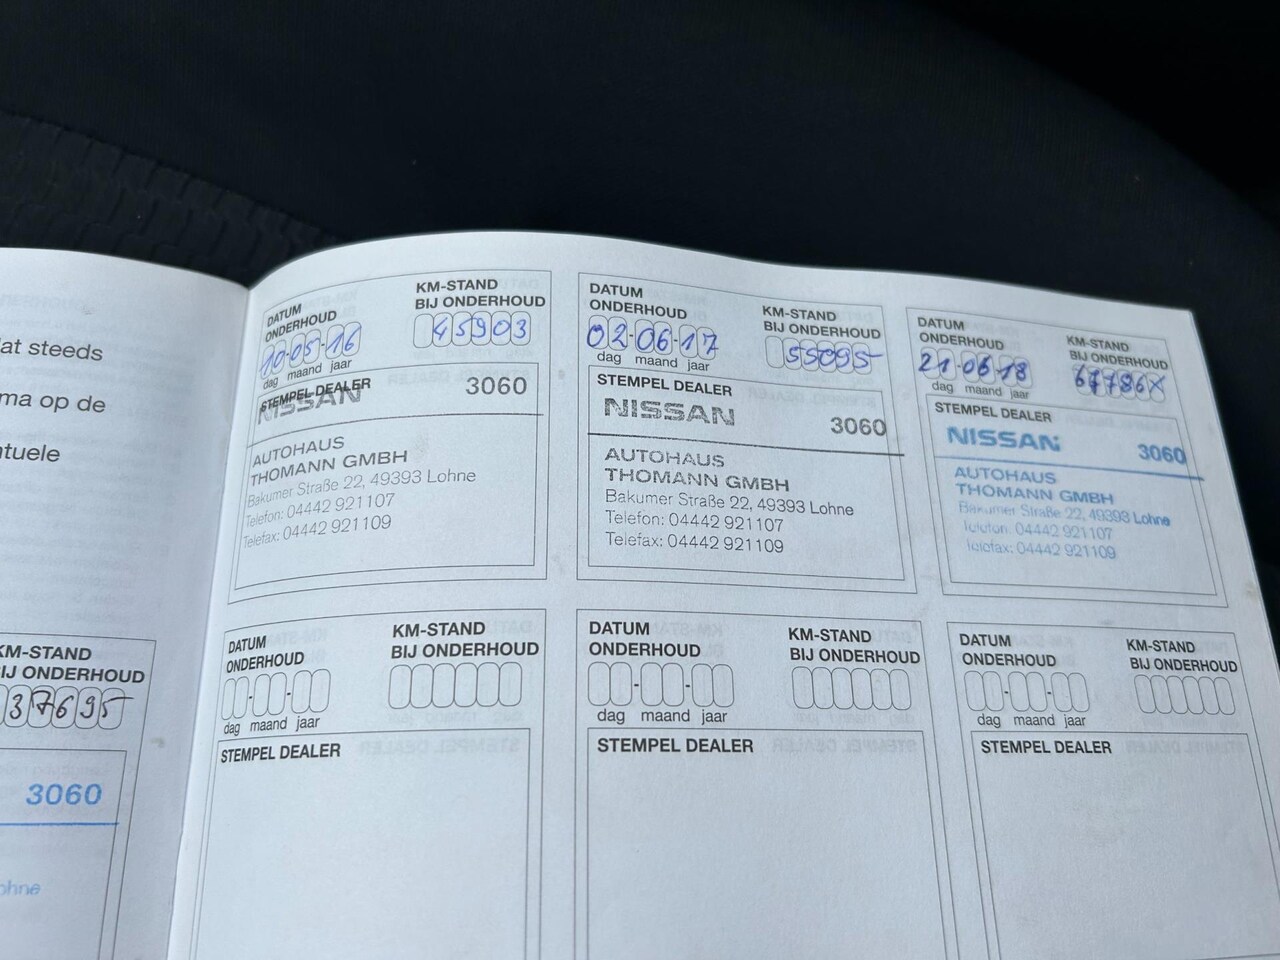 lat steeds
ma op de
ntuele
KM-STAND
IJ ONDERHOUD
37695
3060
ohne
DATUM
ONDERHOUD
10-05-16
dag maand jaar
KM-STAND
BIJ ONDERHOUD
45903
STEMPEL DEALER
NISSAN
3060
AUTOHAUS
THOMANN GMBH
Bakumer Straße 22, 49393 Lohne
Telefon: 04442 921107
Telefax: 04442 921109
DATUM
ONDERHOUD
02-06-17
dag maand jaar
KM-STAND
BIJ ONDERHOUD
55095
STEMPEL DEALER
NISSAN
3060
AUTOHAUS
THOMANN GMBH
Bakumer Straße 22, 49393 Lohne
Telefon: 04442 921107
Telefax: 04442 921109
DATUM
ONDERHOUD
21-06-18
dag maand jaar
KM-STAND
BIJ ONDERHOUD
67786X
STEMPEL DEALER
NISSAN
3060
AUTOHAUS
THOMANN GMBH
Bakumer Straße 22, 49393 Lohne
Telefon: 04442 921107
Telefax: 04442 921109
DATUM
ONDERHOUD
dag maand jaar
KM-STAND
BIJ ONDERHOUD
STEMPEL DEALER
DATUM
ONDERHOUD
dag maand jaar
KM-STAND
BIJ ONDERHOUD
STEMPEL DEALER
DATUM
ONDERHOUD
dag maand jaar
KM-STAND
BIJ ONDERHOUD
STEMPEL DEALER